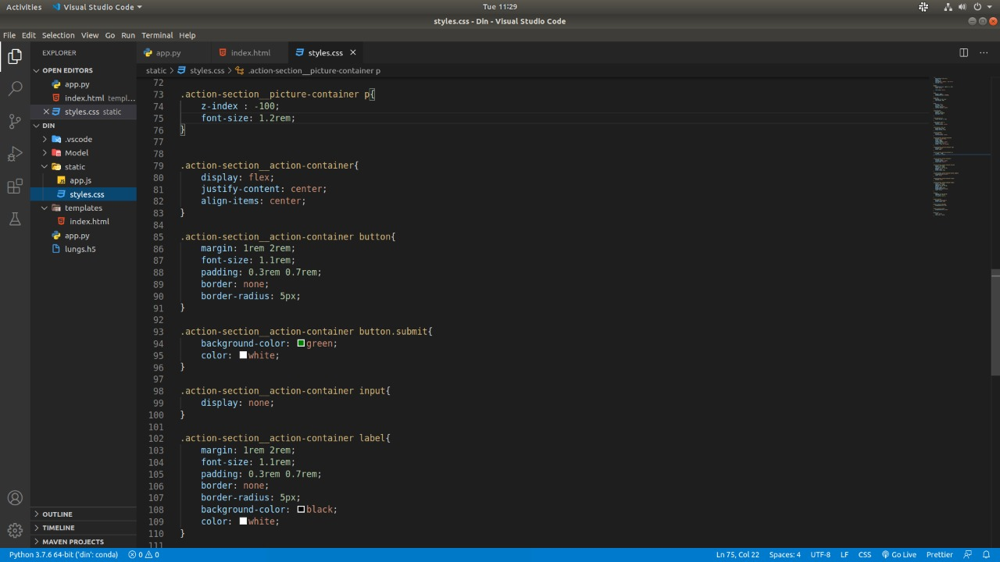 Activities Visual Studio Code Tue 11:29
styles.css - Din - Visual Studio Code
File Edit Selection View Go Run Terminal Help
EXPLORER
OPEN EDITORS
app.py
index.html templ...
styles.css static
DIN
.vscode
Model
static
app.js
styles.css
templates
index.html
app.py
lungs.h5
OUTLINE
TIMELINE
MAVEN PROJECTS
app.py index.html styles.css
static styles.css .action-section__picture-container p
72
73 .action-section__picture-container p{
74 z-index : -100;
75 font-size: 1.2rem;
76 }
77
78
79 .action-section__action-container{
80 display: flex;
81 justify-content: center;
82 align-items: center;
83 }
84
85 .action-section__action-container button{
86 margin: 1rem 2rem;
87 font-size: 1.1rem;
88 padding: 0.3rem 0.7rem;
89 border: none;
90 border-radius: 5px;
91 }
92
93 .action-section__action-container button.submit{
94 background-color: green;
95 color: white;
96 }
97
98 .action-section__action-container input{
99 display: none;
100 }
101
102 .action-section__action-container label{
103 margin: 1rem 2rem;
104 font-size: 1.1rem;
105 padding: 0.3rem 0.7rem;
106 border: none;
107 border-radius: 5px;
108 background-color: black;
109 color: white;
110 }
111
Python 3.7.6 64-bit ('din': conda) 0 0 Ln 75, Col 22 Spaces: 4 UTF-8 LF CSS Go Live Prettier